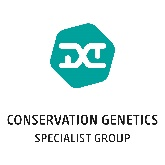 CONSERVATION GENETICS
SPECIALIST GROUP